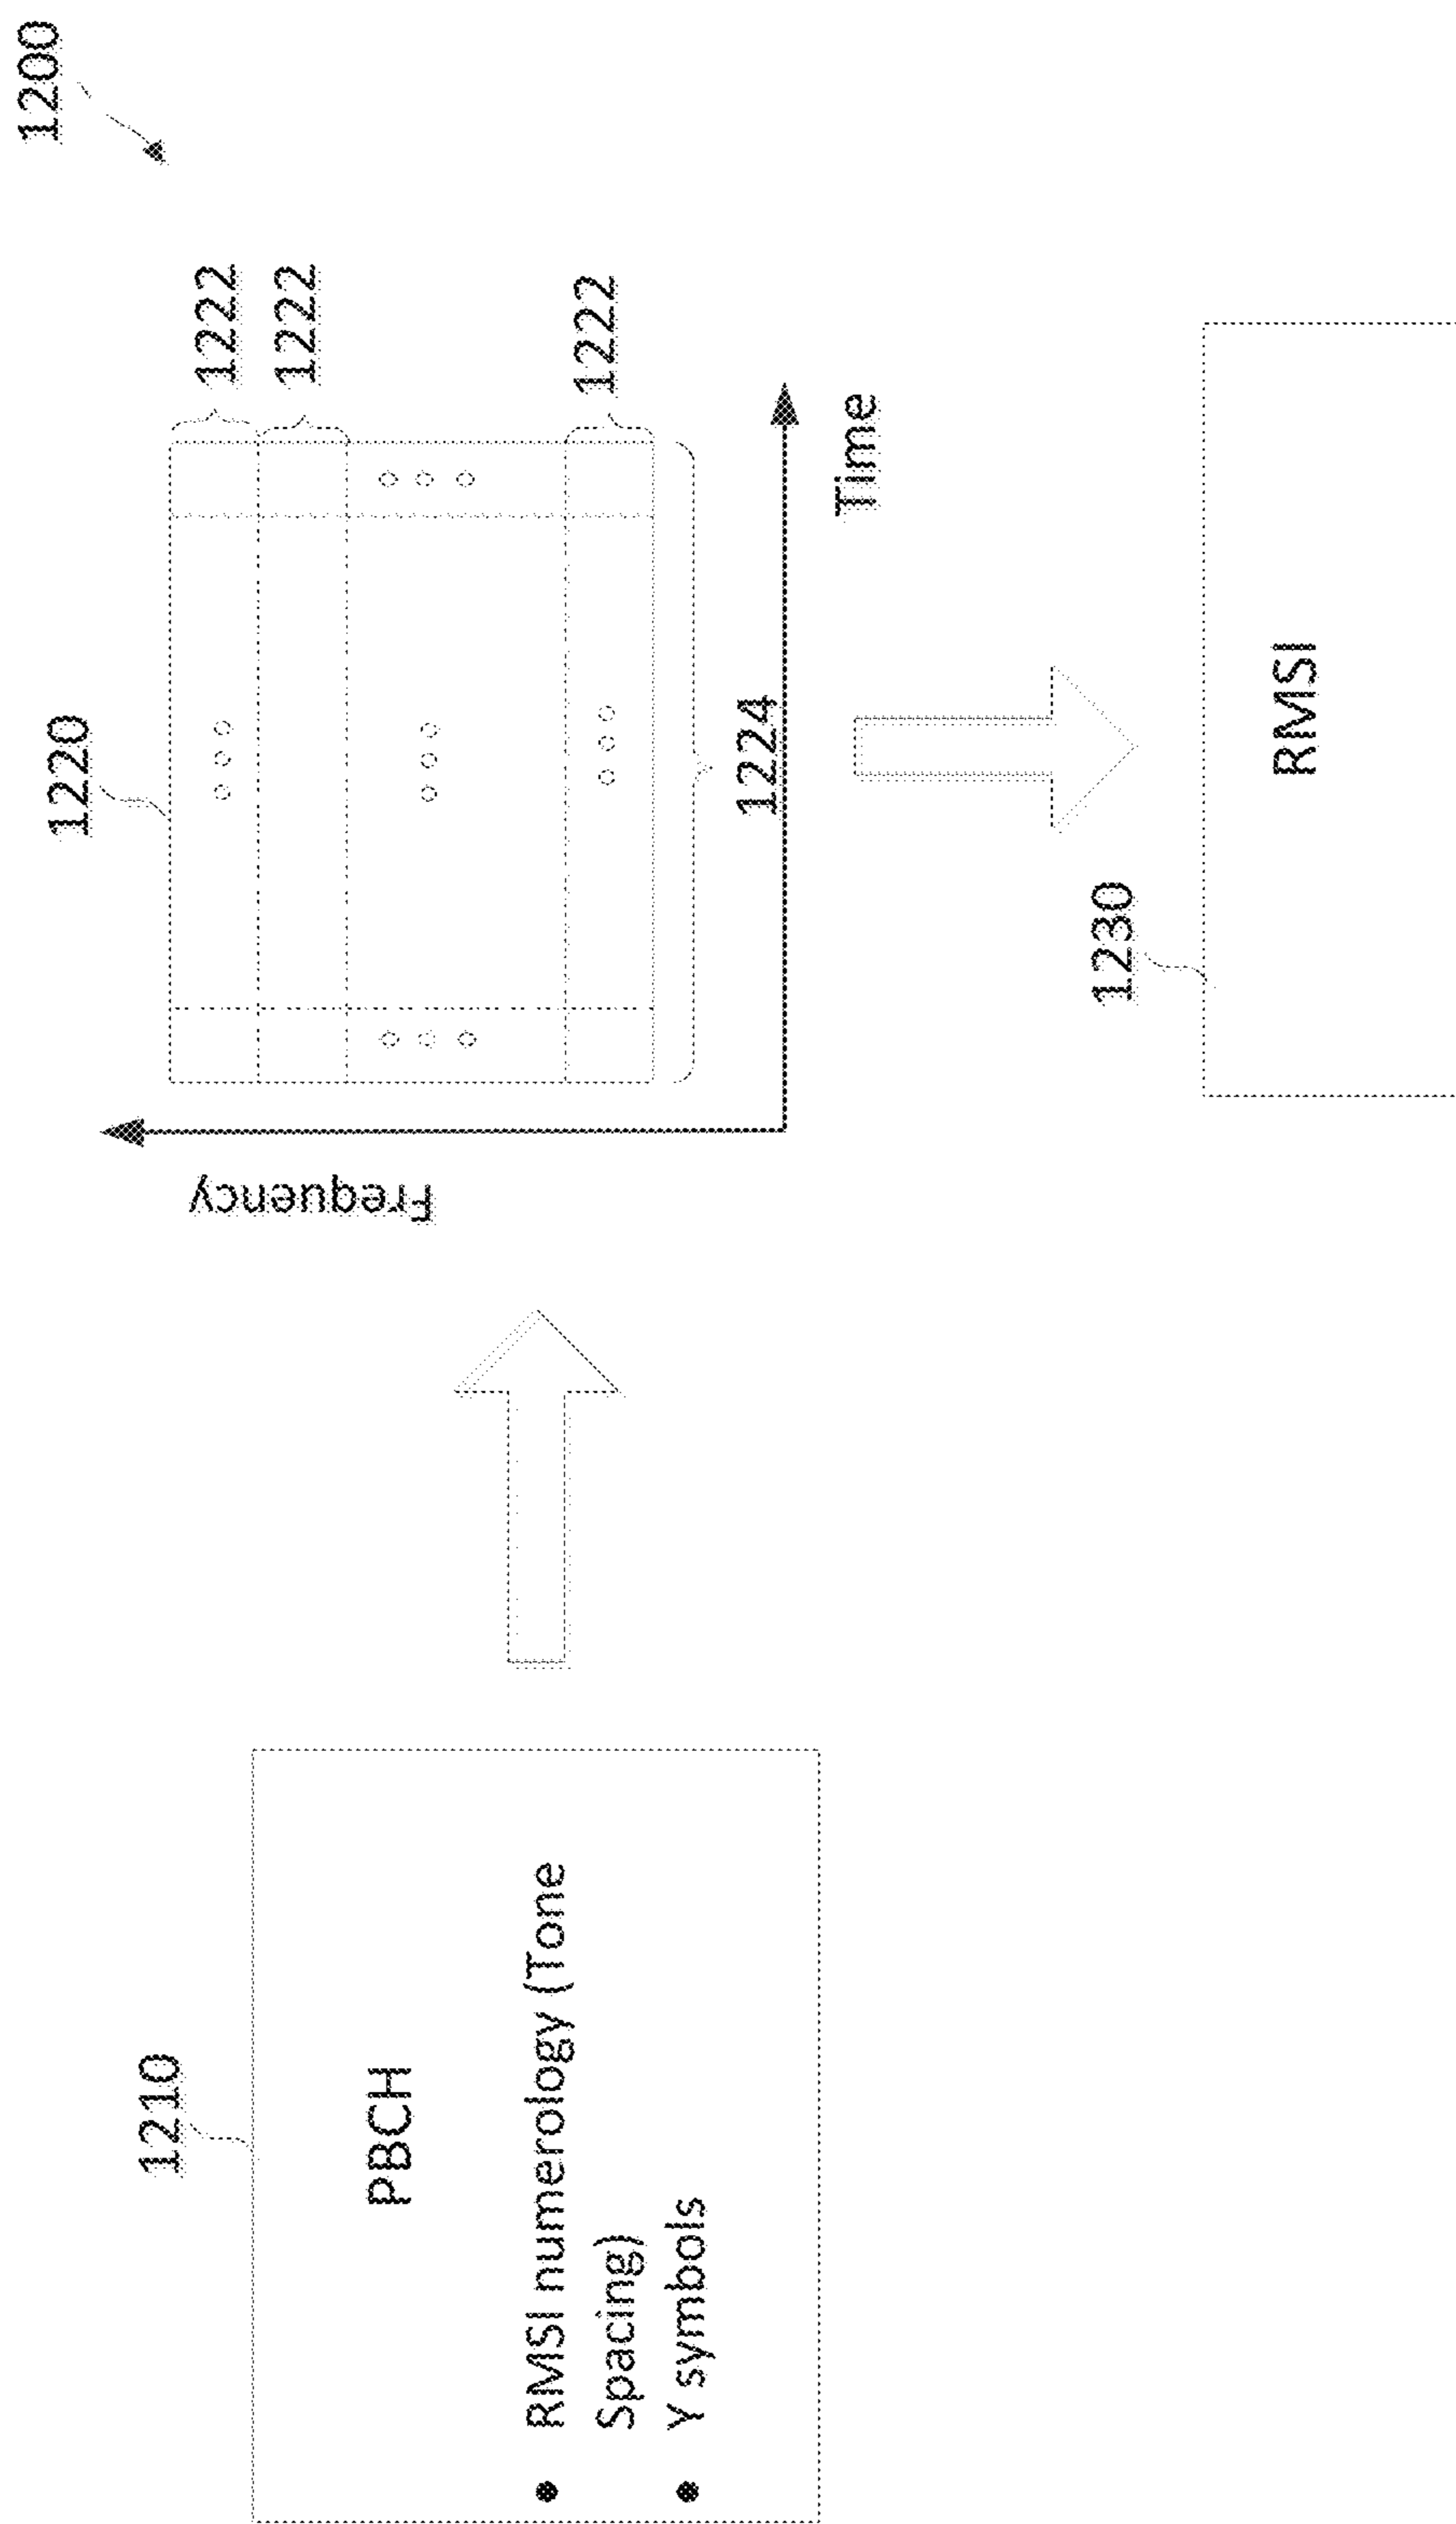 1200
1210
PBCH
• RMSI numerology (Tone
Spacing)
• Y symbols
1220
1222
1222
1222
1224
Frequency
Time
1230
RMSI